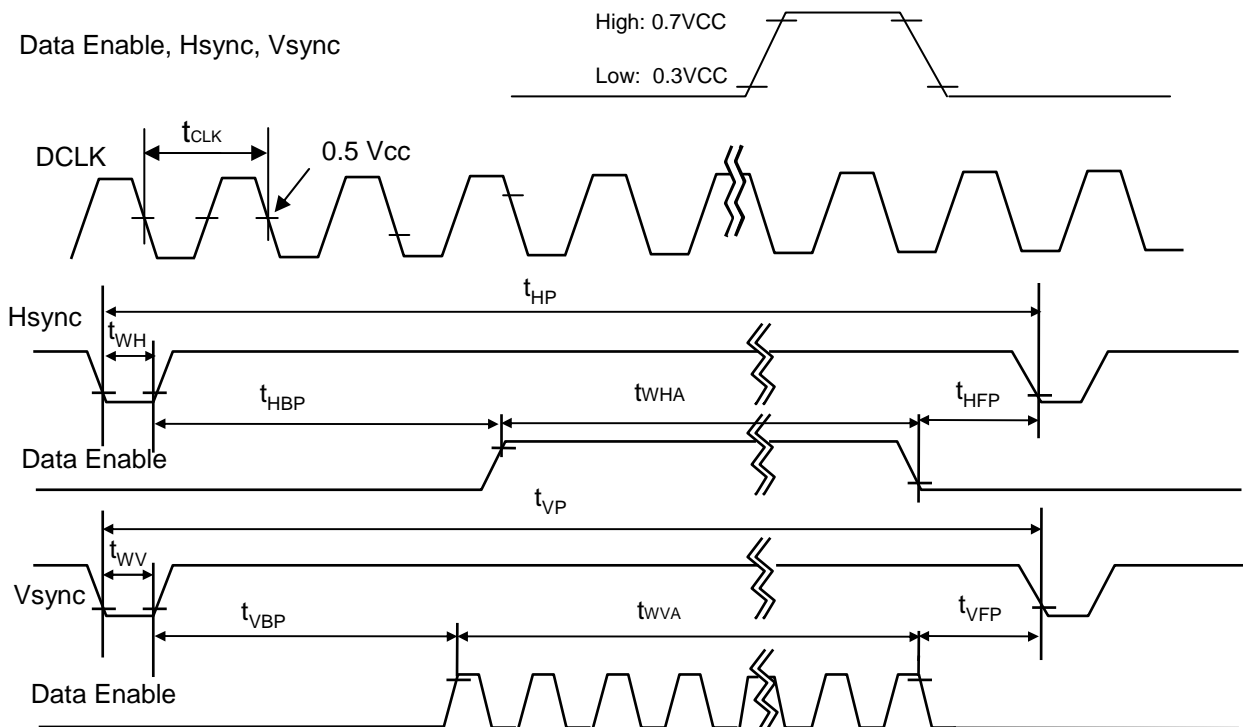 High: 0.7VCC
Data Enable, Hsync, Vsync
Low: 0.3VCC
tCLK
DCLK
0.5 Vcc
tHP
Hsync
tWH
tHBP
tWHA
tHFP
Data Enable
tVP
tWV
Vsync
tVBP
tWVA
tVFP
Data Enable